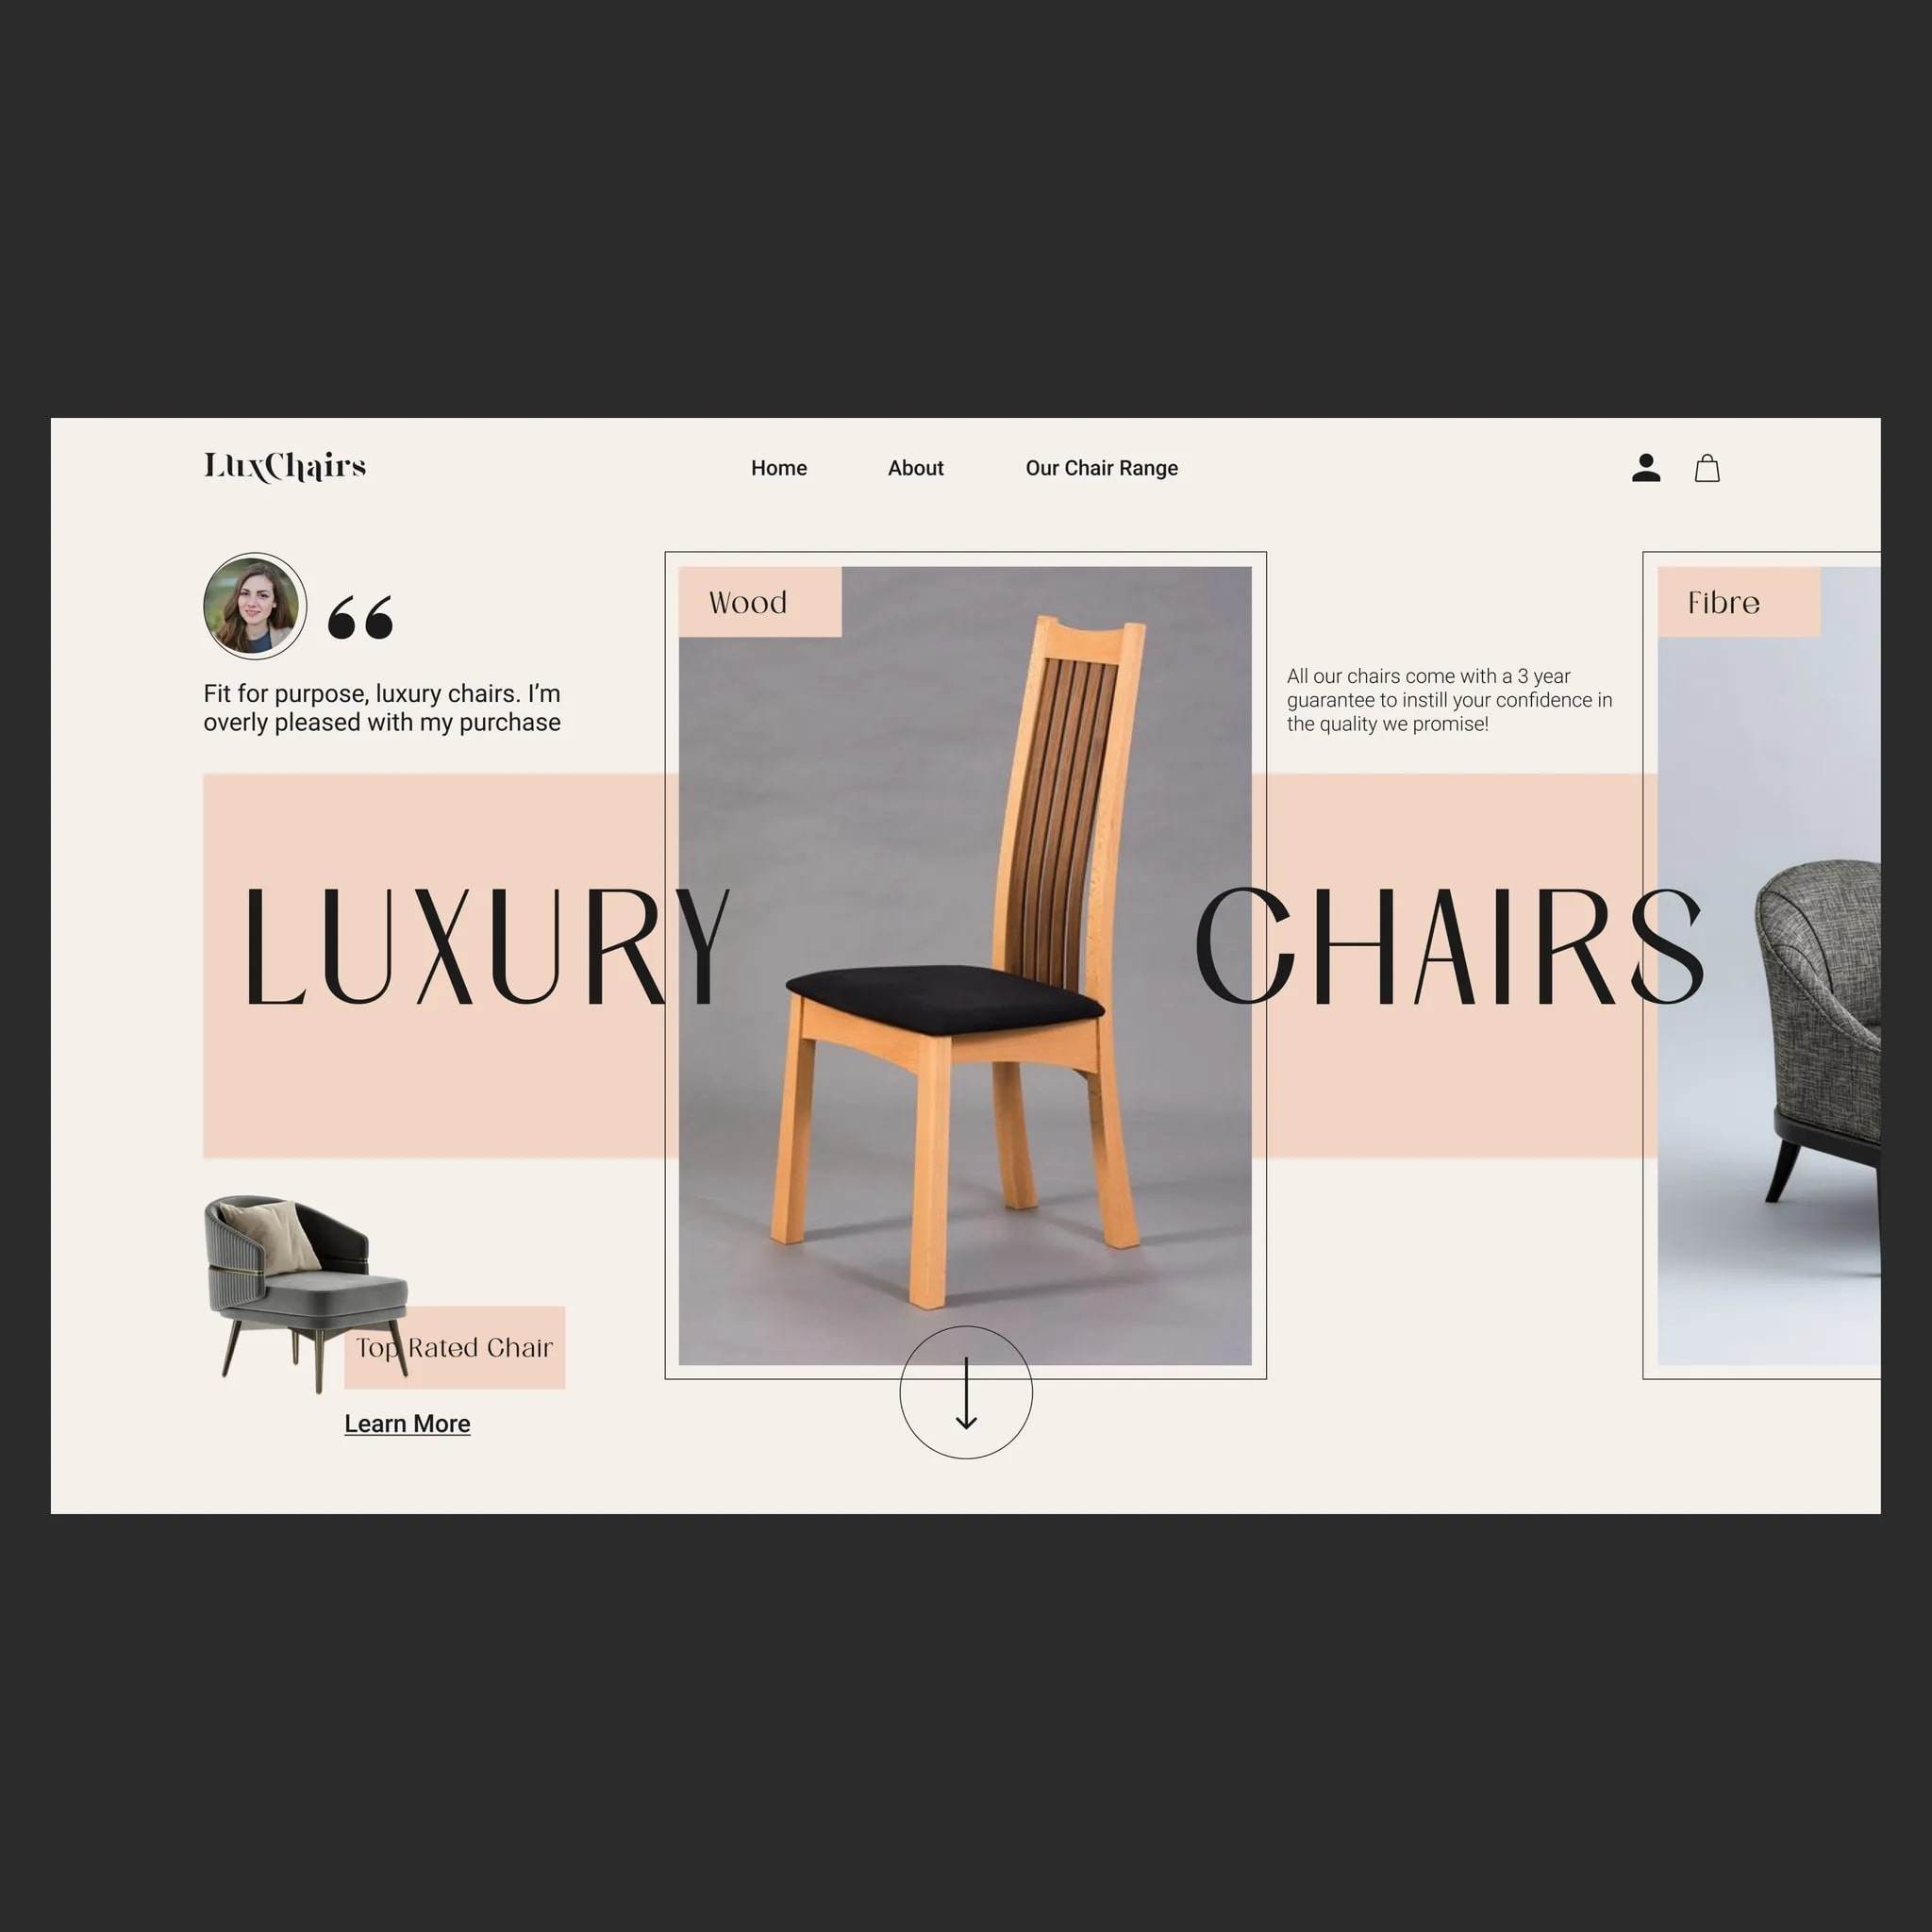 LuxChairs
Home
About
Our Chair Range
“
Fit for purpose, luxury chairs. I’m
overly pleased with my purchase
Wood
All our chairs come with a 3 year
guarantee to instill your confidence in
the quality we promise!
Fibre
LUXURY CHAIRS
Top Rated Chair
Learn More